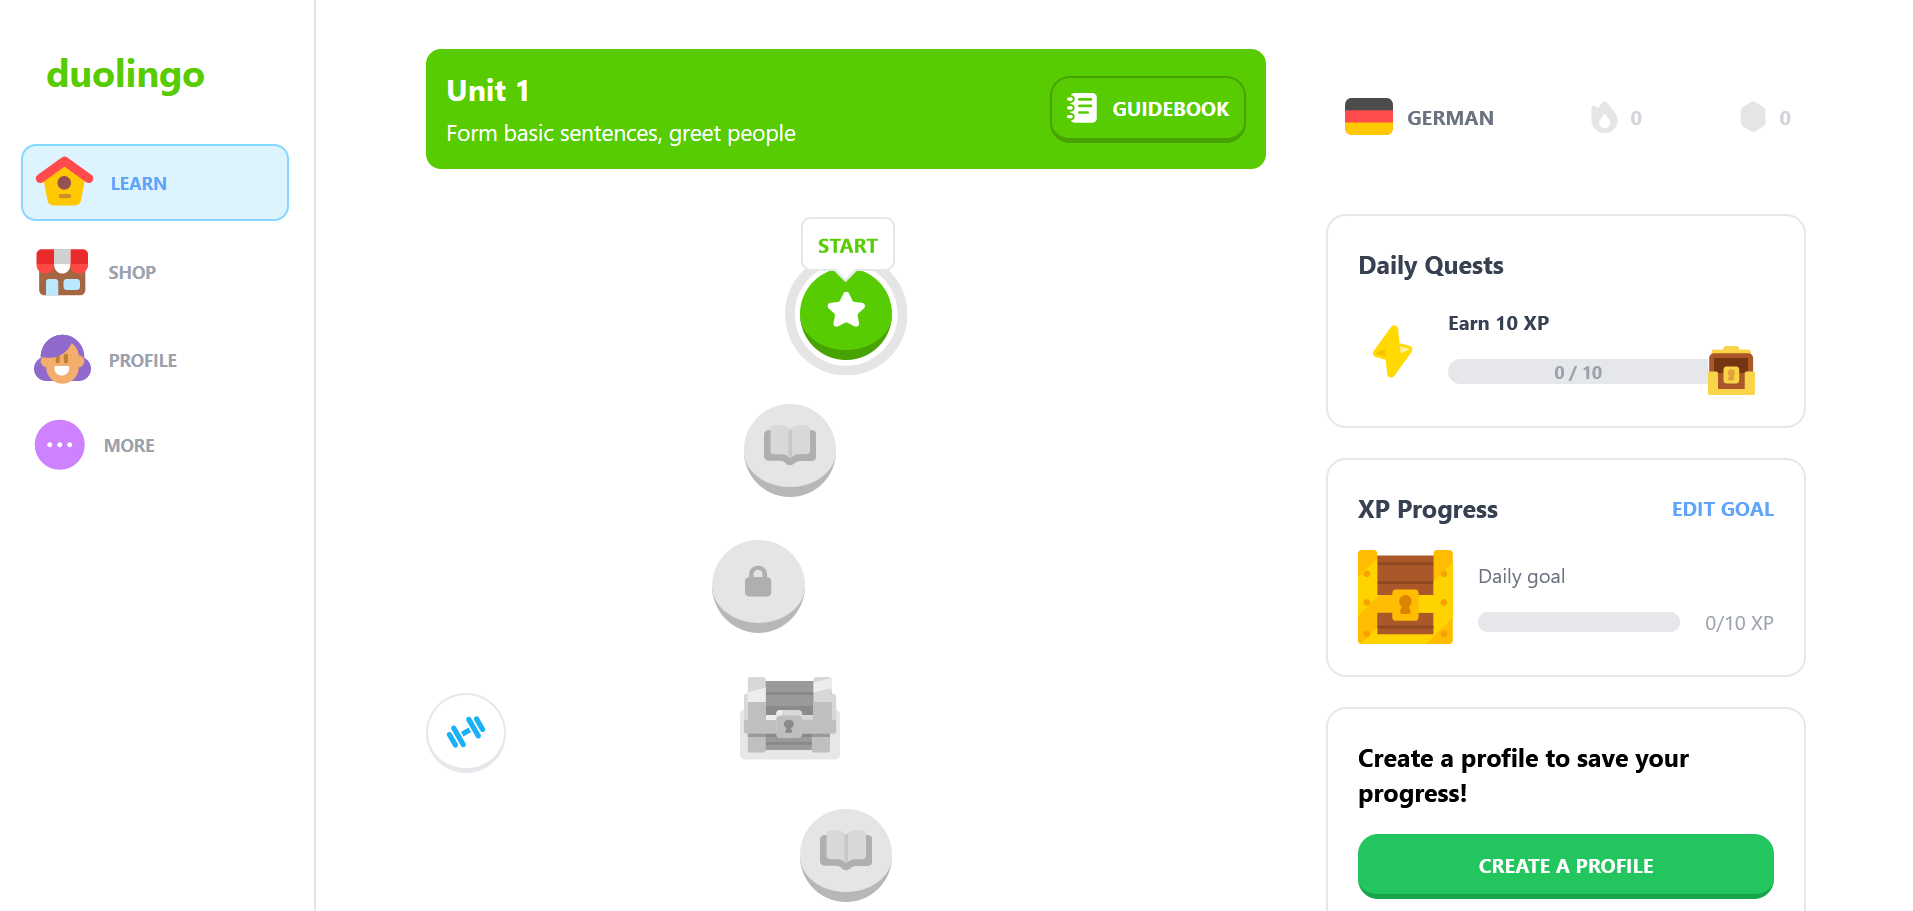 duolingo
LEARN
SHOP
PROFILE
MORE
Unit 1
Form basic sentences, greet people
GUIDEBOOK
START
GERMAN
0
0
Daily Quests
Earn 10 XP
0 / 10
XP Progress
EDIT GOAL
Daily goal
0/10 XP
Create a profile to save your
progress!
CREATE A PROFILE